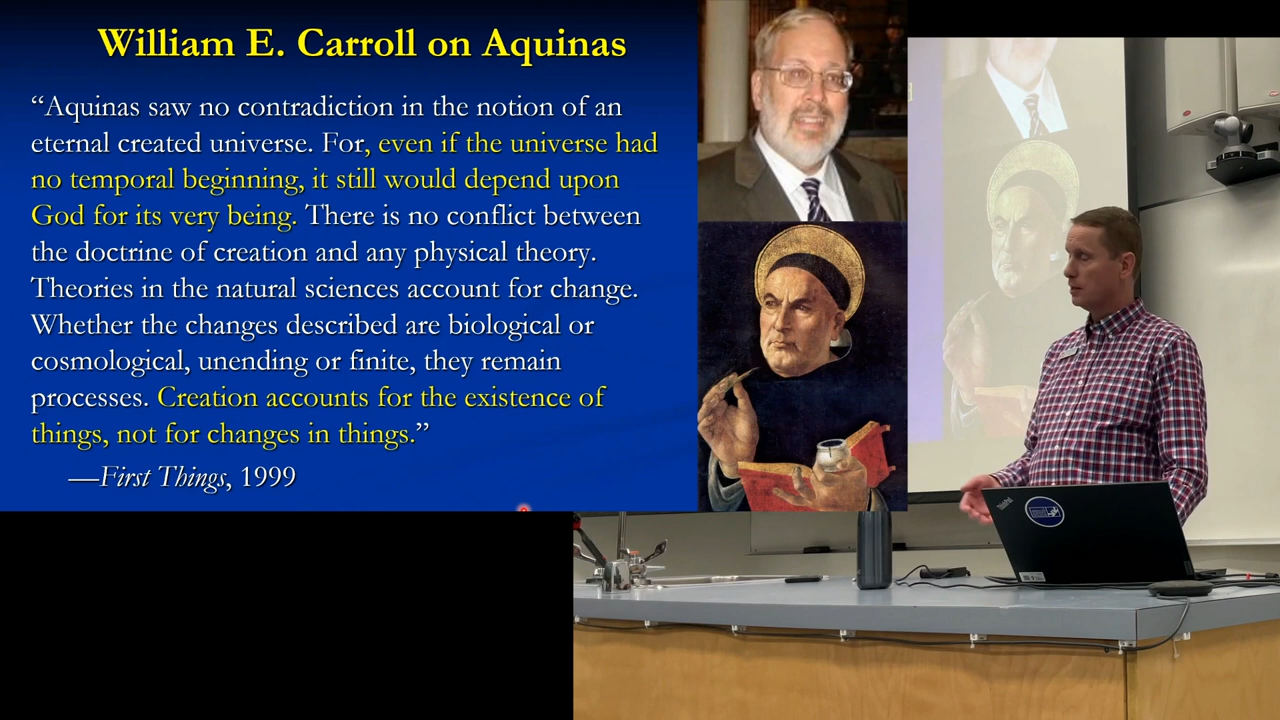 William E. Carroll on Aquinas
“Aquinas saw no contradiction in the notion of an
eternal created universe. For, even if the universe had
no temporal beginning, it still would depend upon
God for its very being. There is no conflict between
the doctrine of creation and any physical theory.
Theories in the natural sciences account for change.
Whether the changes described are biological or
cosmological, unending or finite, they remain
processes. Creation accounts for the existence of
things, not for changes in things.”
—First Things, 1999
ThinkPad